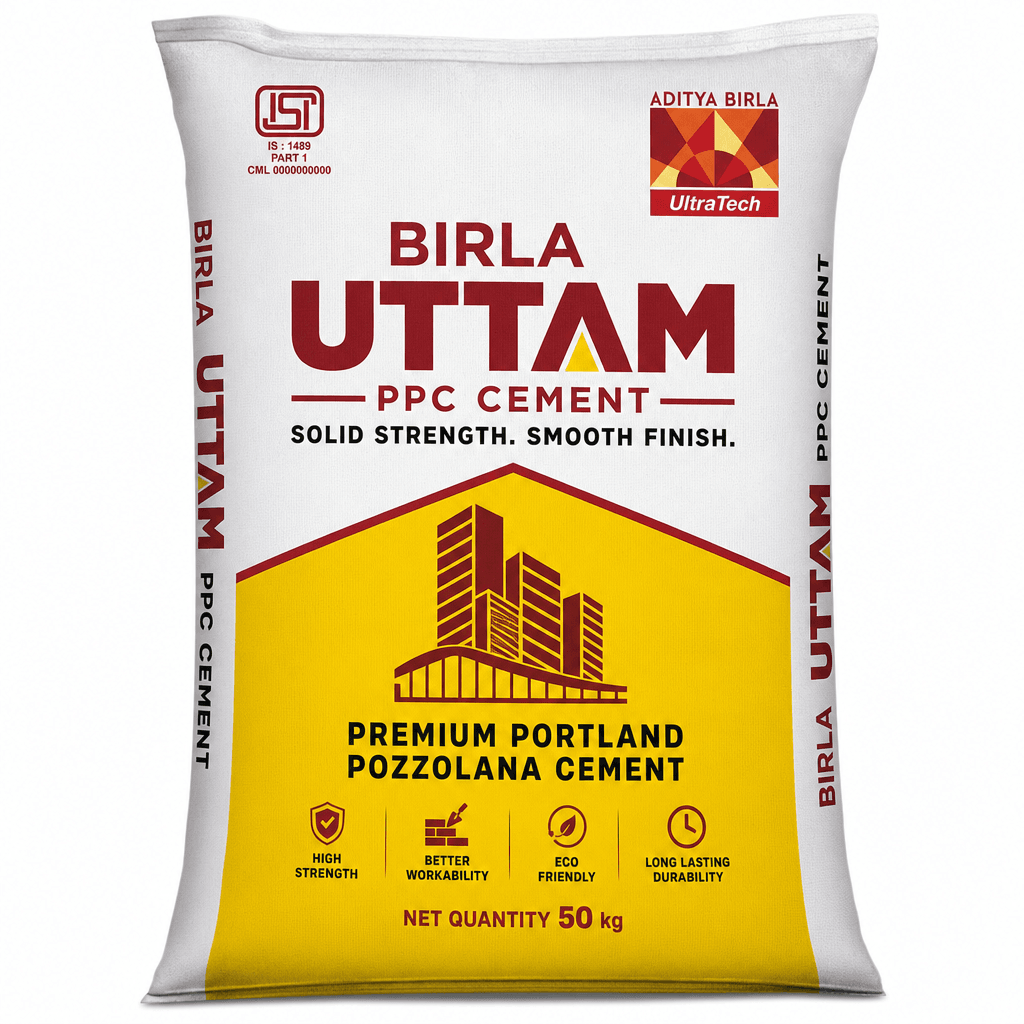 ISI
IS : 1489
PART 1
CML 0000000000
ADITYA BIRLA
UltraTech
BIRLA
UTTAM
PPC CEMENT
SOLID STRENGTH. SMOOTH FINISH.
PREMIUM PORTLAND
POZZOLANA CEMENT
HIGH
STRENGTH
BETTER
WORKABILITY
ECO
FRIENDLY
LONG LASTING
DURABILITY
NET QUANTITY 50 kg
BIRLA UTTAM PPC CEMENT
BIRLA UTTAM PPC CEMENT